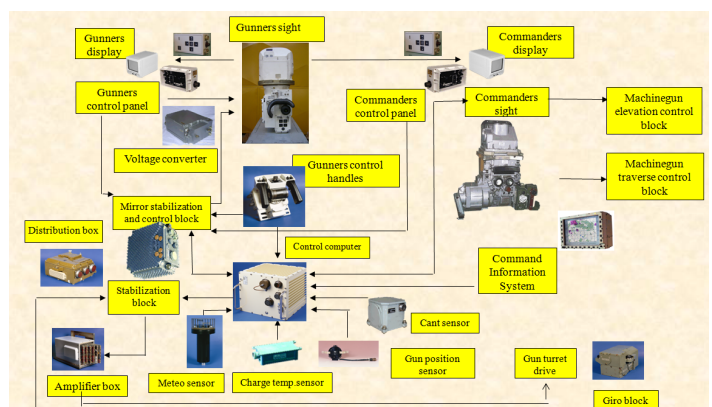 Gunners sight
Gunners
display
Commanders
display
Gunners
control panel
Commanders
control panel
Commanders
sight
Machinegun
elevation control
block
Voltage converter
Gunners control
handles
Machinegun
traverse control
block
Mirror stabilization
and control block
Distribution box
Control computer
Command
Information
System
Stabilization
block
Cant sensor
Amplifier box
Meteo sensor
Charge temp.sensor
Gun position
sensor
Gun turret
drive
Giro block